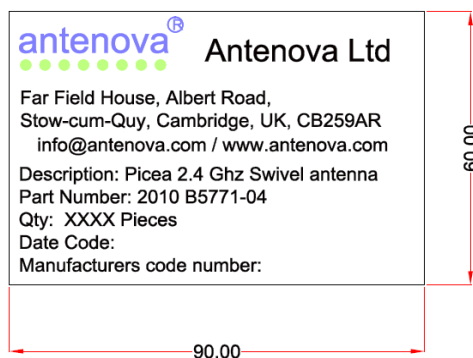 antenova®
Antenova Ltd
Far Field House, Albert Road,
Stow-cum-Quy, Cambridge, UK, CB259AR
info@antenova.com / www.antenova.com
Description: Picea 2.4 Ghz Swivel antenna
Part Number: 2010 B5771-04
Qty: XXXX Pieces
Date Code:
Manufacturers code number:
60.00
90.00